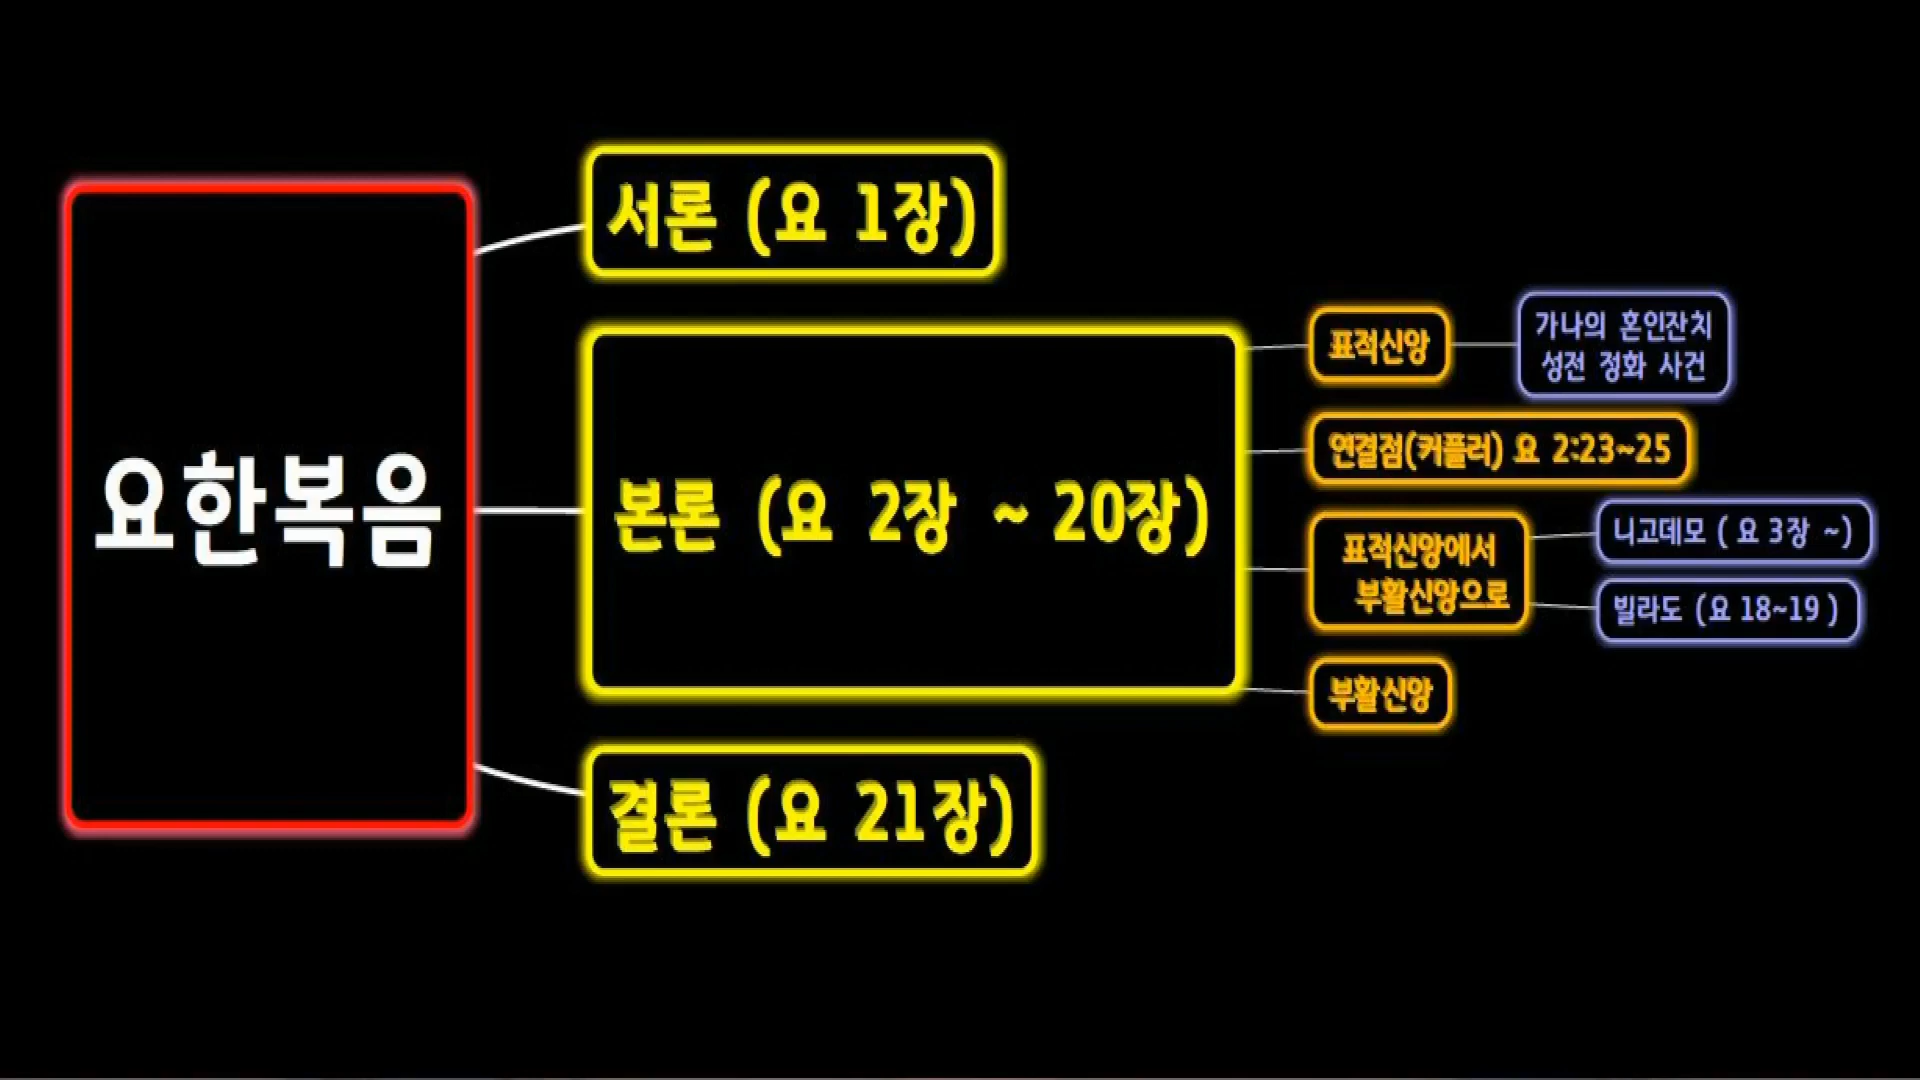 요한복음
서론 (요 1장)
본론 (요 2장 ~ 20장)
표적신앙
가나의 혼인잔치
성전 정화 사건
연결점(커플러) 요 2:23~25
표적신앙에서
부활신앙으로
니고데모 ( 요 3장 ~)
빌라도 (요 18~19 )
부활신앙
결론 (요 21장)